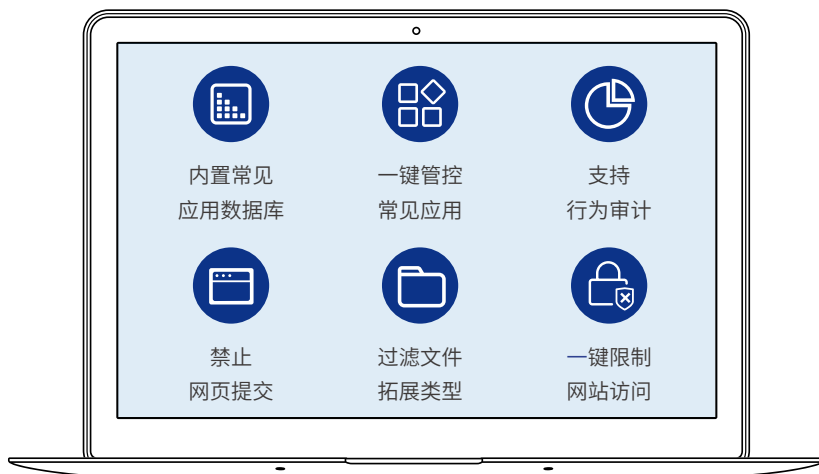 内置常见
应用数据库
一键管控
常见应用
支持
行为审计
禁止
网页提交
过滤文件
拓展类型
一键限制
网站访问